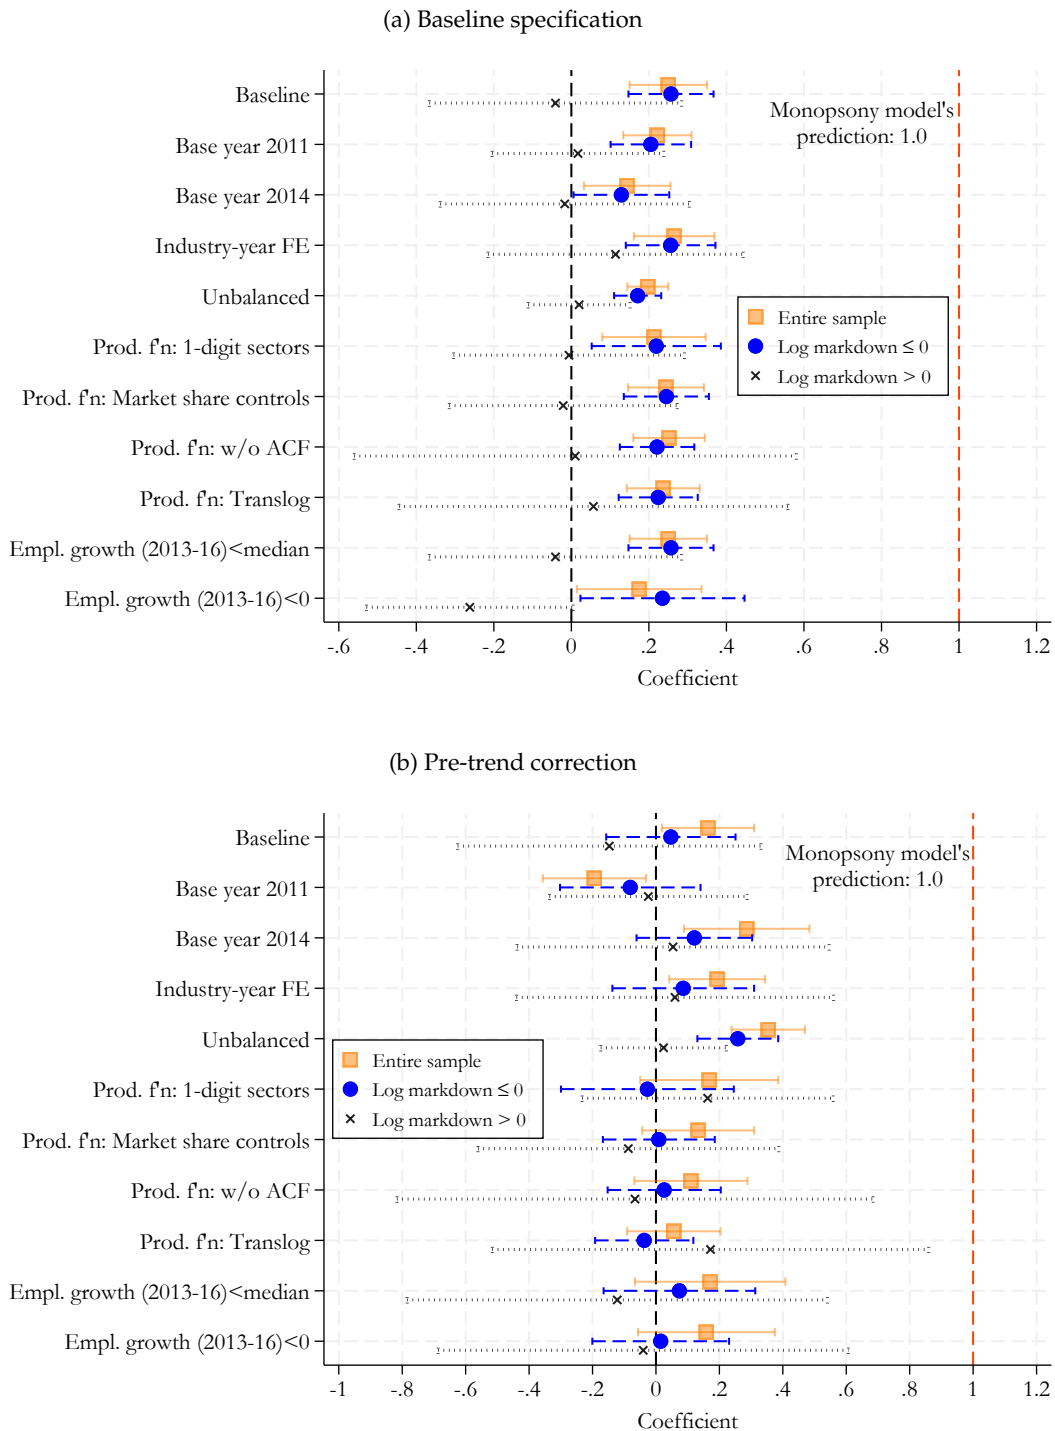 (a) Baseline specification
Baseline
Base year 2011
Base year 2014
Industry-year FE
Unbalanced
Prod. f'n: 1-digit sectors
Prod. f'n: Market share controls
Prod. f'n: w/o ACF
Prod. f'n: Translog
Empl. growth (2013-16)<median
Empl. growth (2013-16)<0
Monopsony model's
prediction: 1.0
Entire sample
Log markdown ≤ 0
Log markdown > 0
-.6 -.4 -.2 0 .2 .4 .6 .8 1 1.2
Coefficient
(b) Pre-trend correction
Baseline
Base year 2011
Base year 2014
Industry-year FE
Unbalanced
Prod. f'n: 1-digit sectors
Prod. f'n: Market share controls
Prod. f'n: w/o ACF
Prod. f'n: Translog
Empl. growth (2013-16)<median
Empl. growth (2013-16)<0
Monopsony model's
prediction: 1.0
Entire sample
Log markdown ≤ 0
Log markdown > 0
-1 -.8 -.6 -.4 -.2 0 .2 .4 .6 .8 1 1.2
Coefficient